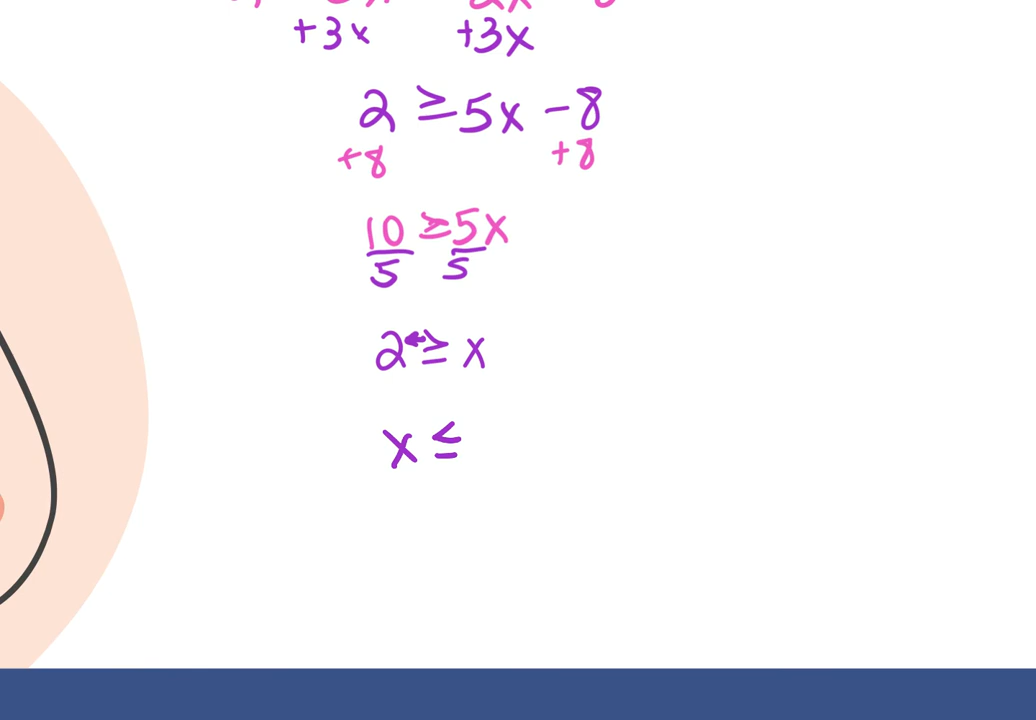 +3x +3x
2 ≥ 5x - 8
+8 +8
10 ≥ 5x
5 5
2 ≥ x
x ≤